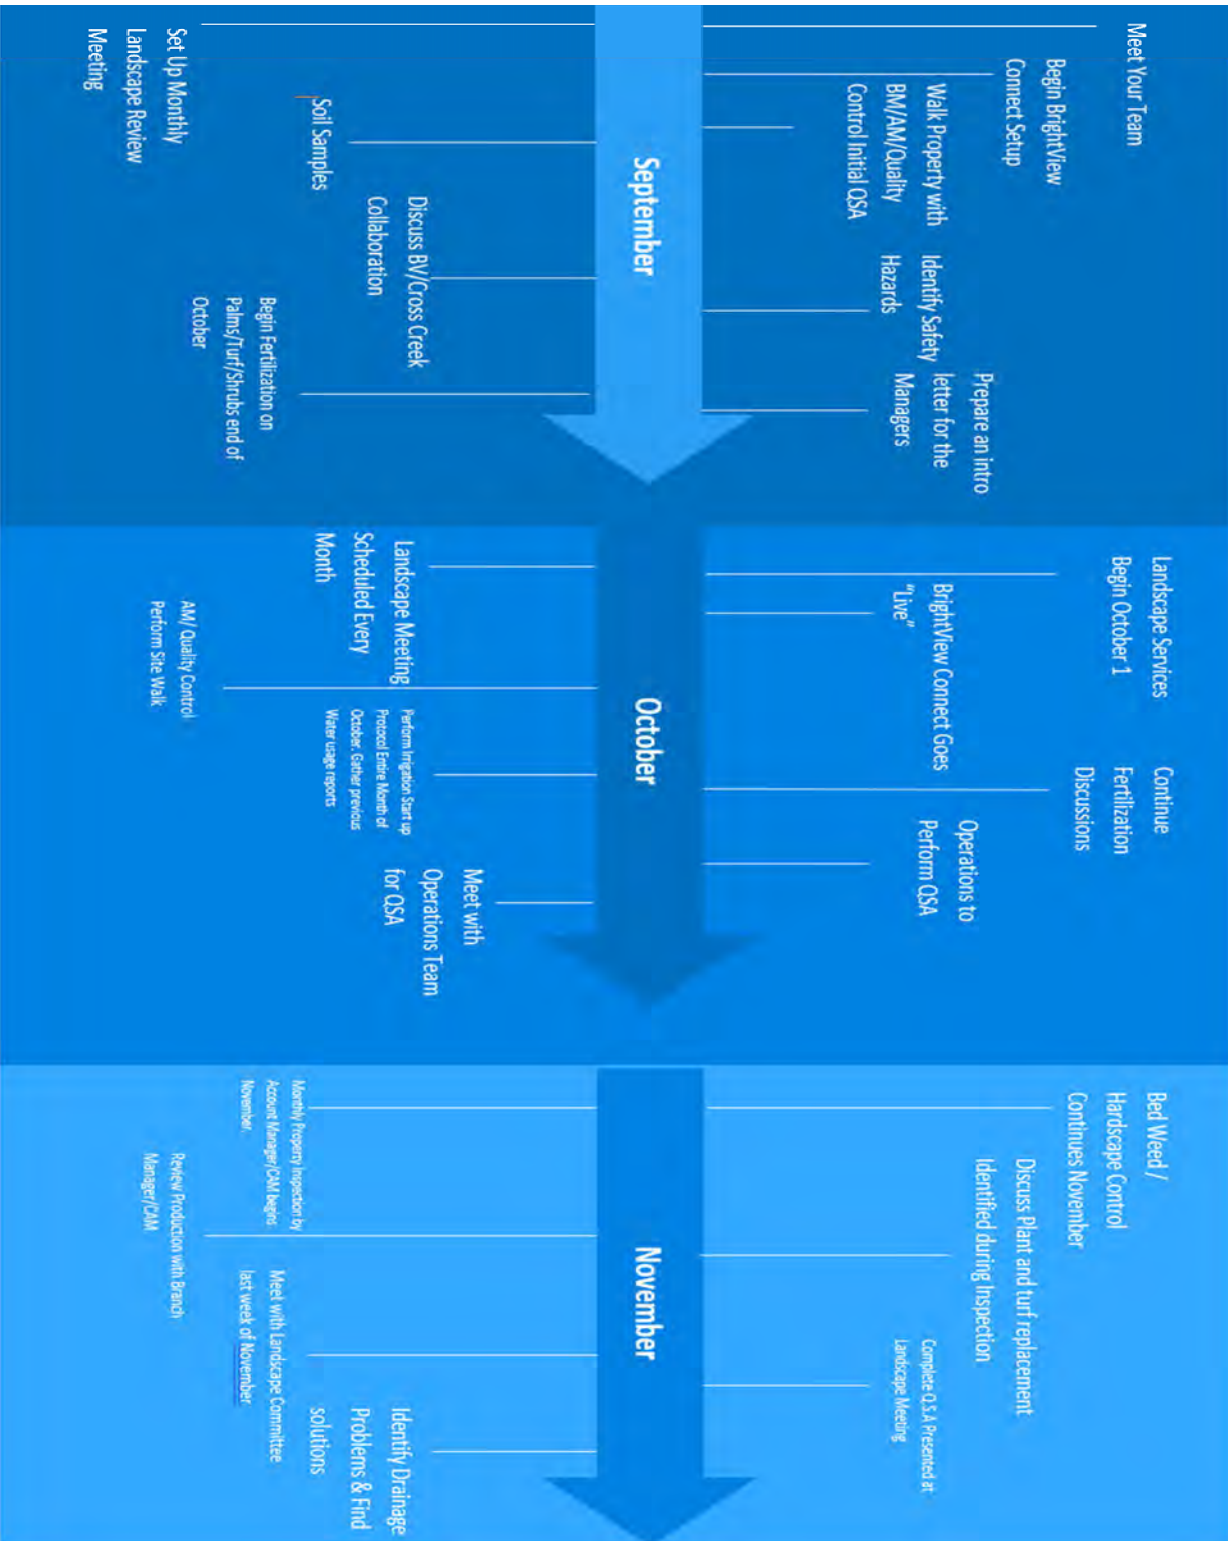 Meet Your Team
Begin BrightView
Connect Setup
Walk Property with
BM/AM/Quality
Control Initial QSA
Identify Safety
Hazards
Prepare an intro
letter for the
Managers
September
Set Up Monthly
Landscape Review
Meeting
Soil Samples
Discuss BV/Cross Creek
Collaboration
Begin Fertilization on
Palms/Turf/Shrubs end of
October
Landscape Services
Begin October 1
BrightView Connect Goes
"Live"
Continue
Fertilization
Discussions
Operations to
Perform QSA
October
Landscape Meeting
Scheduled Every
Month
AM/ Quality Control
Perform Site Walk
Perform Irrigation Start up
Protocol Entire Month of
October. Gather previous
Water usage reports
Meet with
Operations Team
for QSA
Bed Weed /
Hardscape Control
Continues November
Discuss Plant and turf replacement
Identified during Inspection
Complete Q.S.A Presented at
Landscape Meeting
November
Monthly Property Inspection by
Account Manager/CAM begins
November.
Review Production with Branch
Manager/CAM
Meet with Landscape Committee
last week of November
Identify Drainage
Problems & Find
solutions